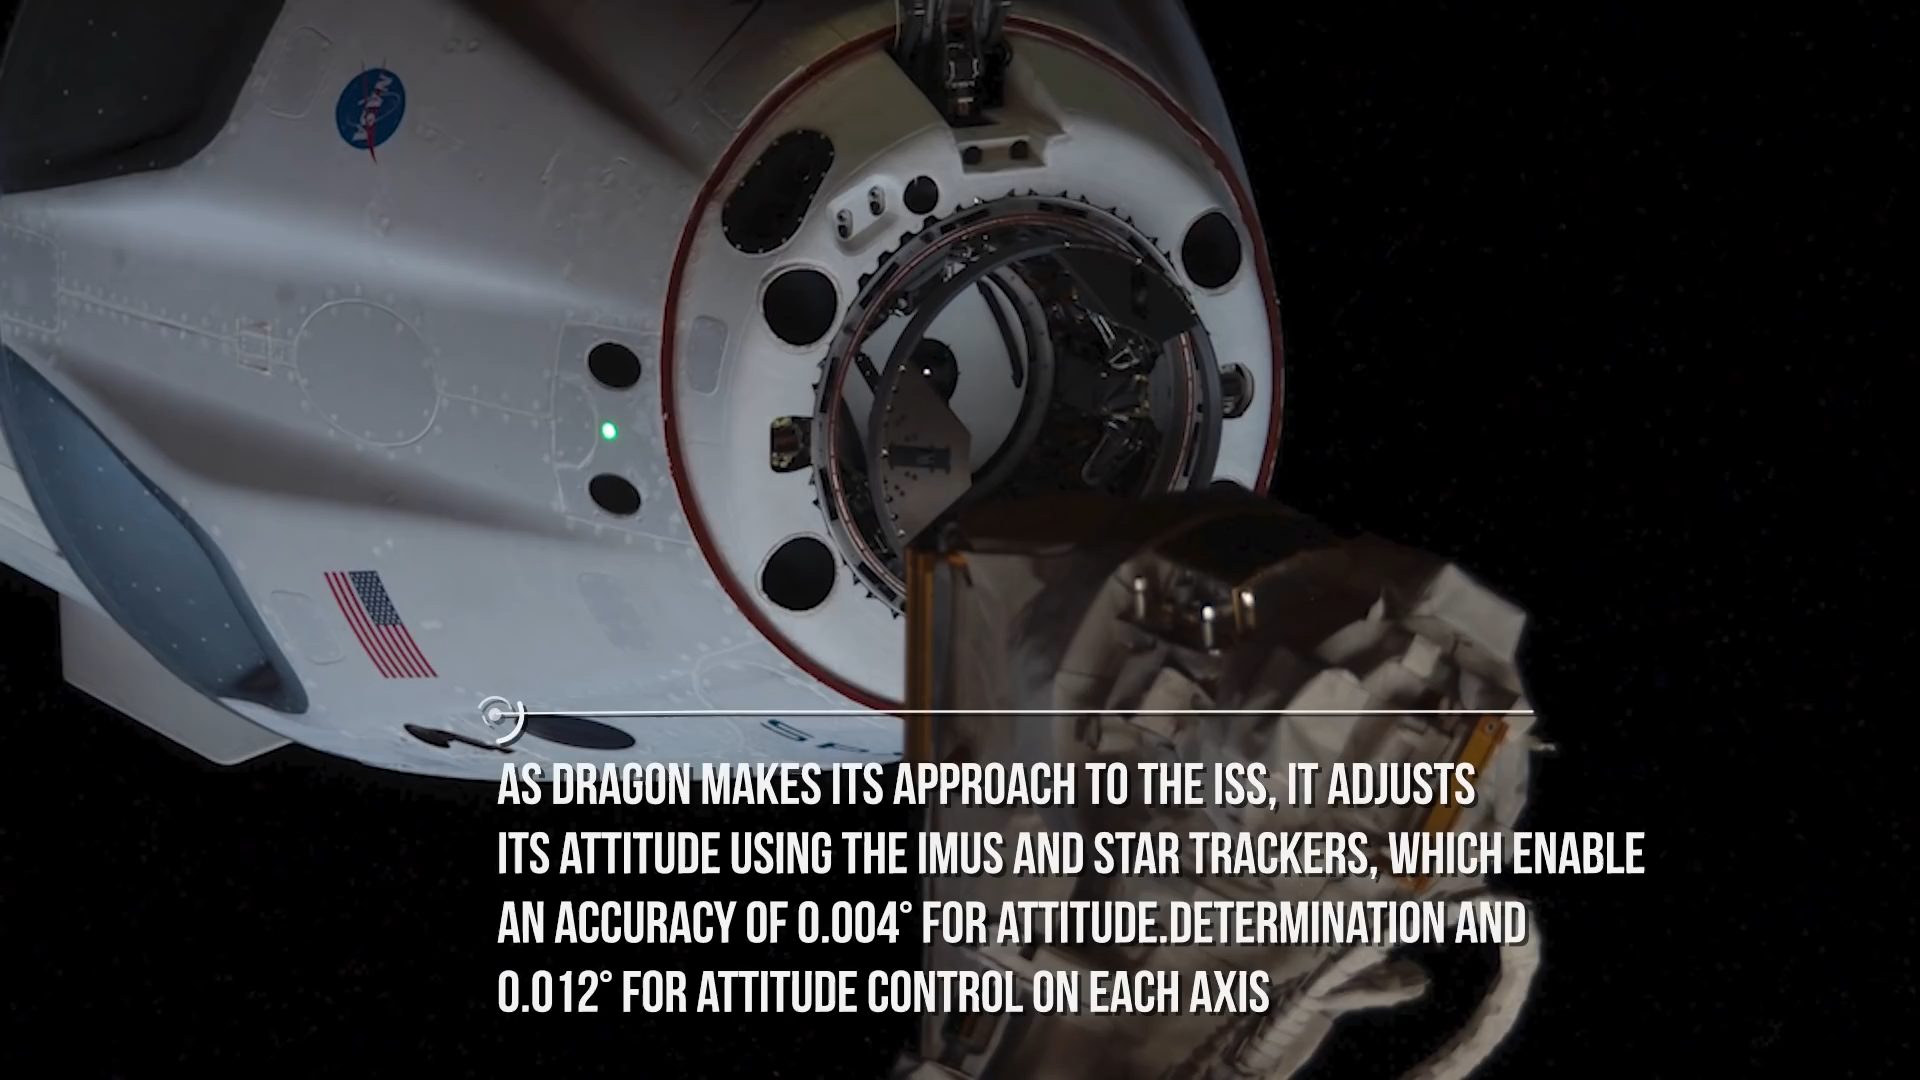 NASA
AS DRAGON MAKES ITS APPROACH TO THE ISS, IT ADJUSTS
ITS ATTITUDE USING THE IMUS AND STAR TRACKERS, WHICH ENABLE
AN ACCURACY OF 0.004° FOR ATTITUDE.DETERMINATION AND
0.012° FOR ATTITUDE CONTROL ON EACH AXIS